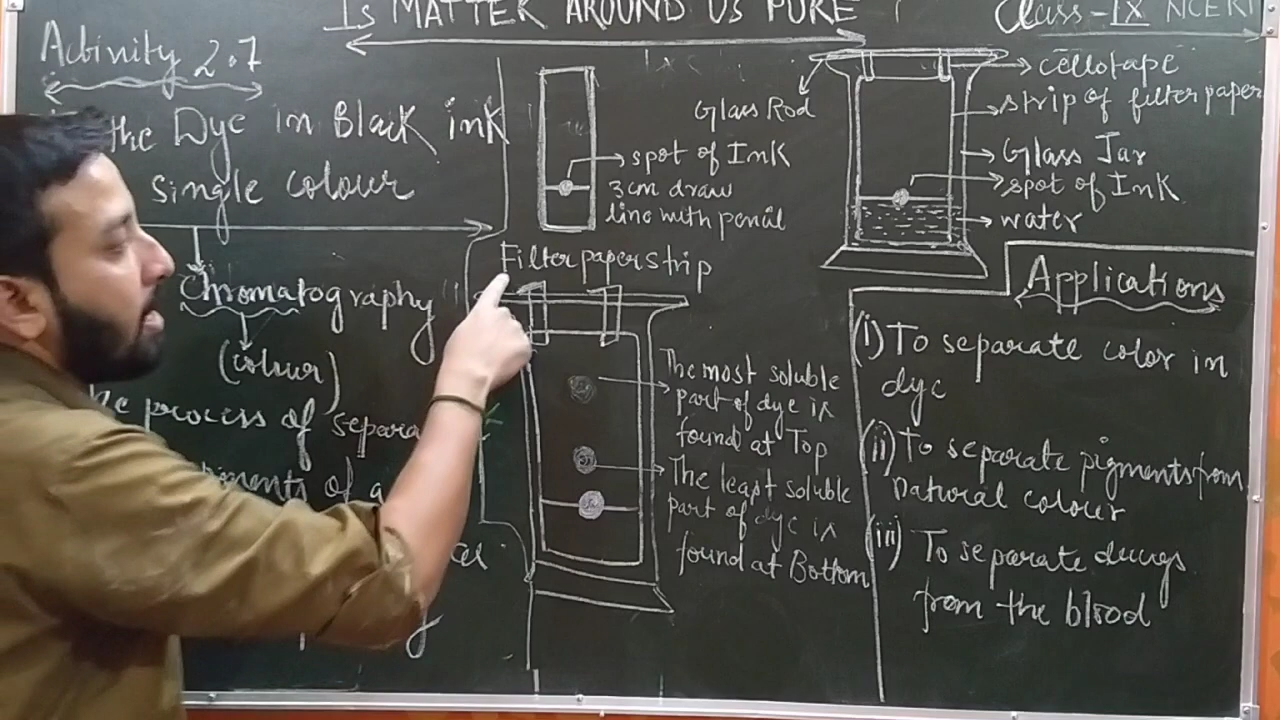 Is MATTER AROUND US PURE ?
Class-IX NCERT
Activity 2.7
the Dye in Black ink
single colour
Chromatography
(colour)
process of separa
pigments of a
spot of Ink
3cm draw
line with pencil
Filter paper strip
The most soluble
part of dye is
found at Top
The least soluble
part of dye is
found at Bottom
Glass Rod
cellotape
strip of filter paper
Glass Jar
spot of Ink
water
Applications
(i) To separate color in
dye
(ii) To separate pigments from
natural colour
(iii) To separate drugs
from the blood